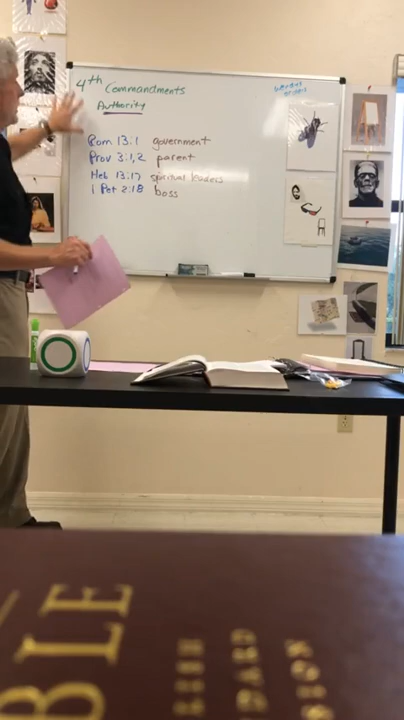 4th Commandments
Authority
Rom 13:1 government
Prov 3:1,2 parent
Heb 13:17 spiritual leaders
1 Pet 2:18 boss
BLE